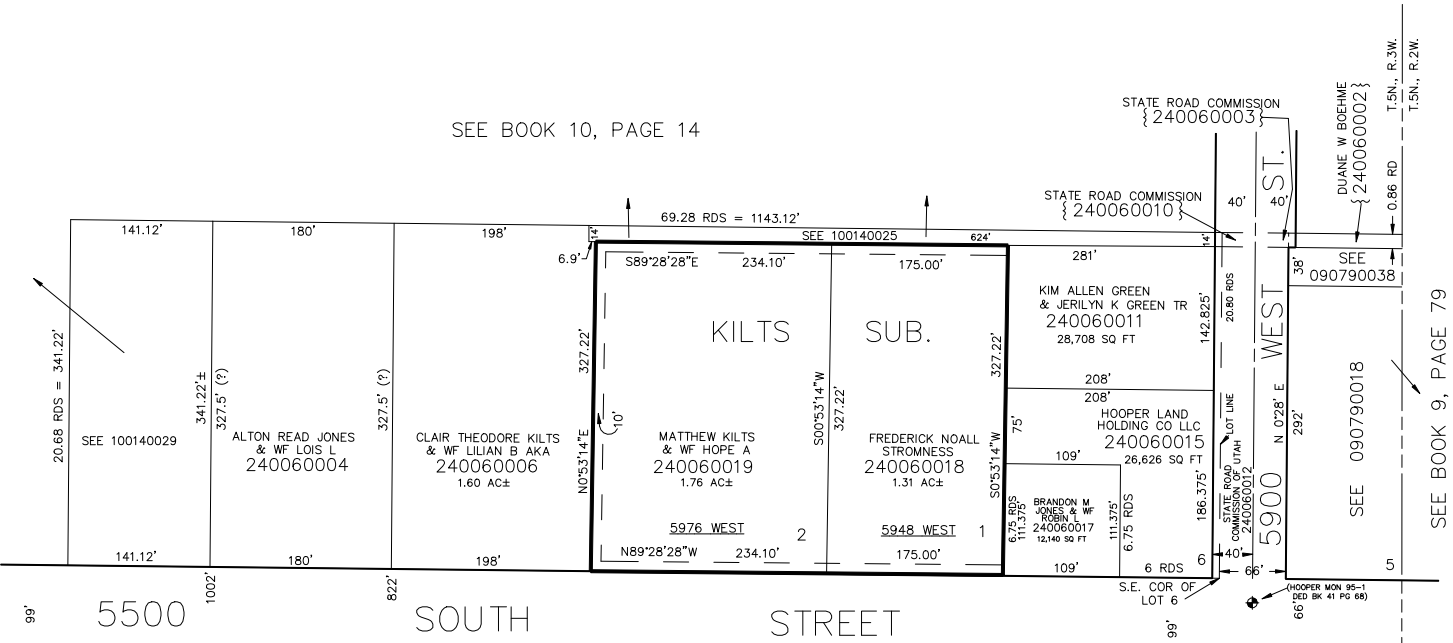 T.5N., R.3W.
T.5N., R.2W.
STATE ROAD COMMISSION
240060003
DUANE W BOEHME
240060002
0.86 RD
SEE BOOK 10, PAGE 14
STATE ROAD COMMISSION
240060010
40'
40'
69.28 RDS = 1143.12'
141.12'
180'
198'
14'
SEE 100140025
624'
14'
6.9'
S89°28'28"E
234.10'
175.00'
281'
38'
SEE
090790038
KIM ALLEN GREEN
& JERILYN K GREEN TR
240060011
28,708 SQ FT
142.825'
20.80 RDS
KILTS SUB.
20.68 RDS = 341.22'
341.22'±
327.5' (?)
327.5' (?)
327.22'
S00°53'14"W
327.22'
327.22'
208'
208'
HOOPER LAND
HOLDING CO LLC
240060015
26,626 SQ FT
75'
109'
LOT LINE
SEE 100140029
ALTON READ JONES
& WF LOIS L
240060004
CLAIR THEODORE KILTS
& WF LILIAN B AKA
240060006
1.60 AC±
N0°53'14"E
10'
MATTHEW KILTS
& WF HOPE A
240060019
1.76 AC±
FREDERICK NOALL
STROMNESS
240060018
1.31 AC±
S0°53'14"W
5976 WEST
2
5948 WEST
1
6.75 RDS
111.375'
BRANDON M
JONES & WF
ROBIN L
240060017
12,140 SQ FT
111.375'
6.75 RDS
186.375'
STATE ROAD
COMMISSION OF UTAH
240060012
5900 WEST ST.
N 0°28' E
292'
SEE 090790018
SEE BOOK 9, PAGE 79
141.12'
180'
198'
N89°28'28"W
234.10'
175.00'
109'
6 RDS
6
40'
66'
5
S.E. COR OF
LOT 6
(HOOPER MON 95-1
DED BK 41 PG 68)
99'
1002'
822'
99'
66'
5500 SOUTH STREET